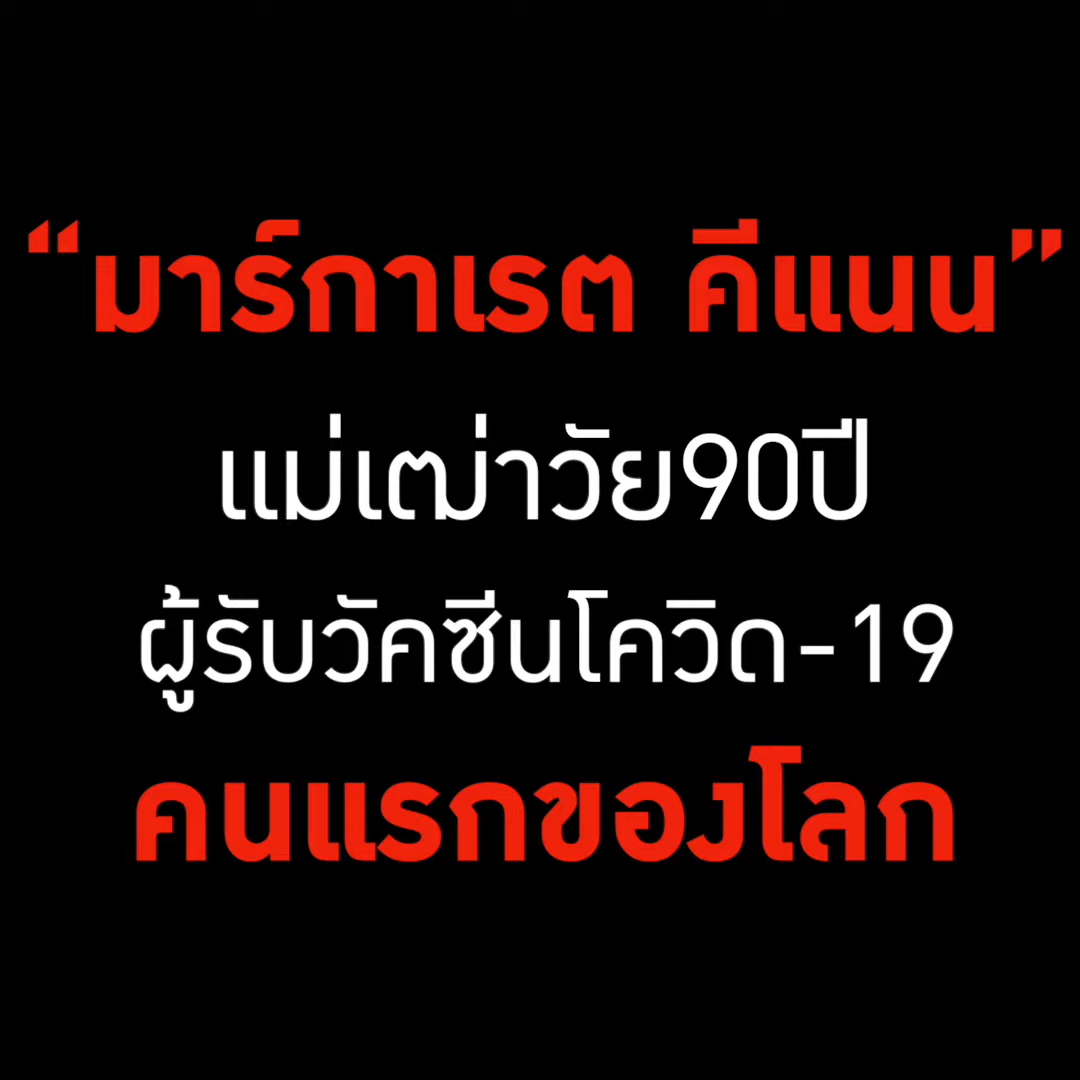 “มาร์กาเรต คีแนน”
แม่เฒ่าวัย90ปี
ผู้รับวัคซีนโควิด-19
คนแรกของโลก